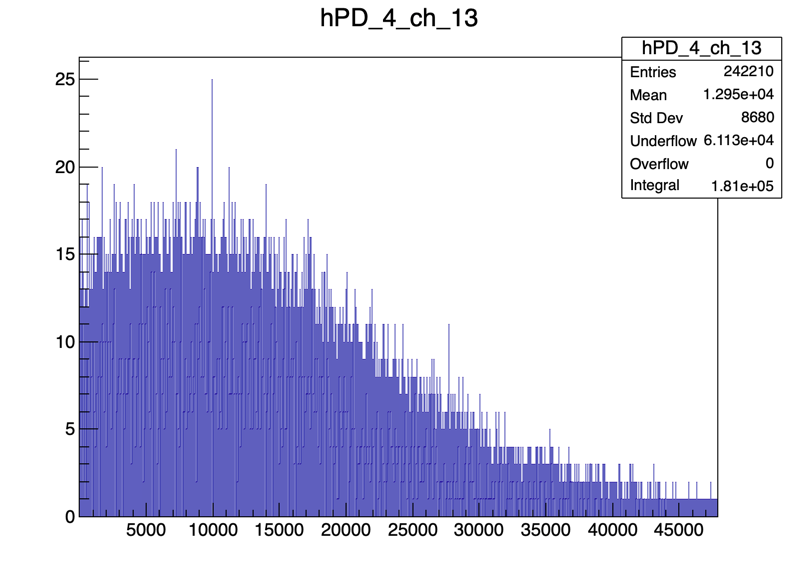 hPD_4_ch_13
hPD_4_ch_13
Entries 242210
Mean 1.295e+04
Std Dev 8680
Underflow 6.113e+04
Overflow 0
Integral 1.81e+05
25
20
15
10
5
0
5000 10000 15000 20000 25000 30000 35000 40000 45000